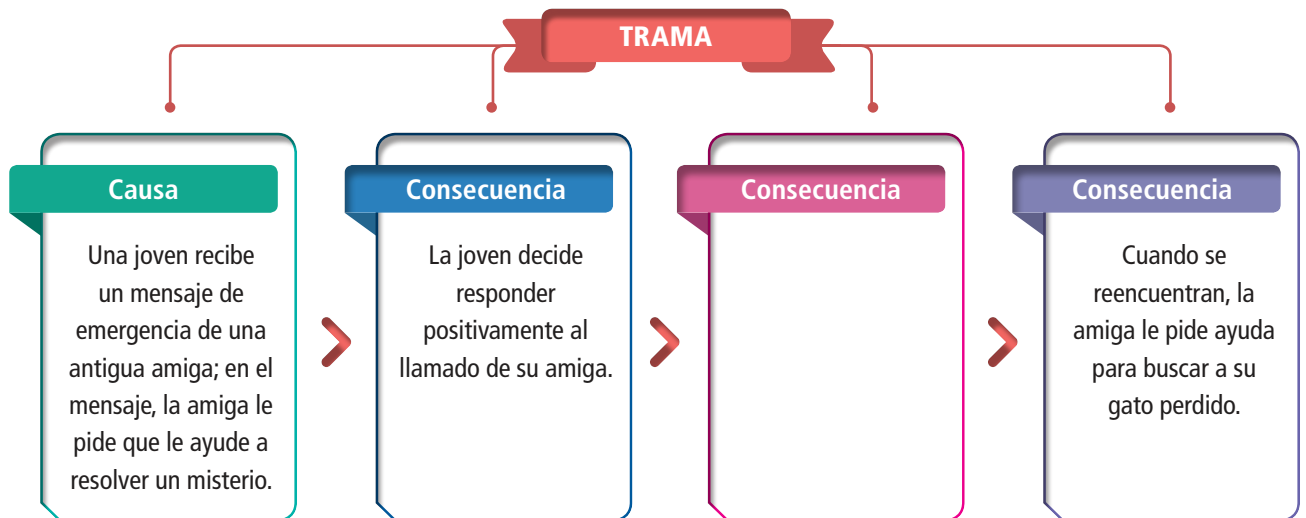 TRAMA
Causa
Una joven recibe
un mensaje de
emergencia de una
antigua amiga; en el
mensaje, la amiga le
pide que le ayude a
resolver un misterio.
Consecuencia
La joven decide
responder
positivamente al
llamado de su amiga.
Consecuencia
Consecuencia
Cuando se
reencuentran, la
amiga le pide ayuda
para buscar a su
gato perdido.